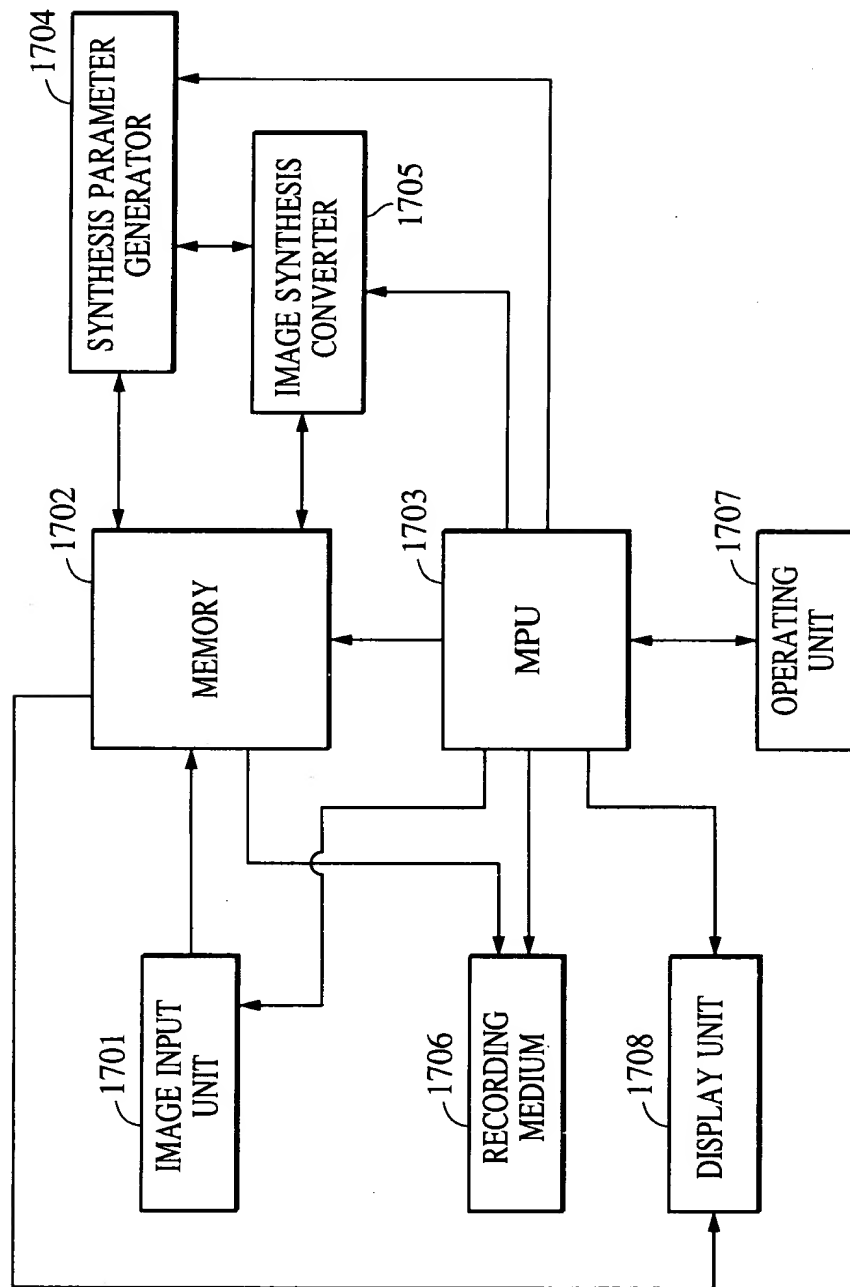 1701
IMAGE INPUT
UNIT
1702
MEMORY
1704
SYNTHESIS PARAMETER
GENERATOR
IMAGE SYNTHESIS
CONVERTER
1705
1706
RECORDING
MEDIUM
1703
MPU
1708
DISPLAY UNIT
1707
OPERATING
UNIT